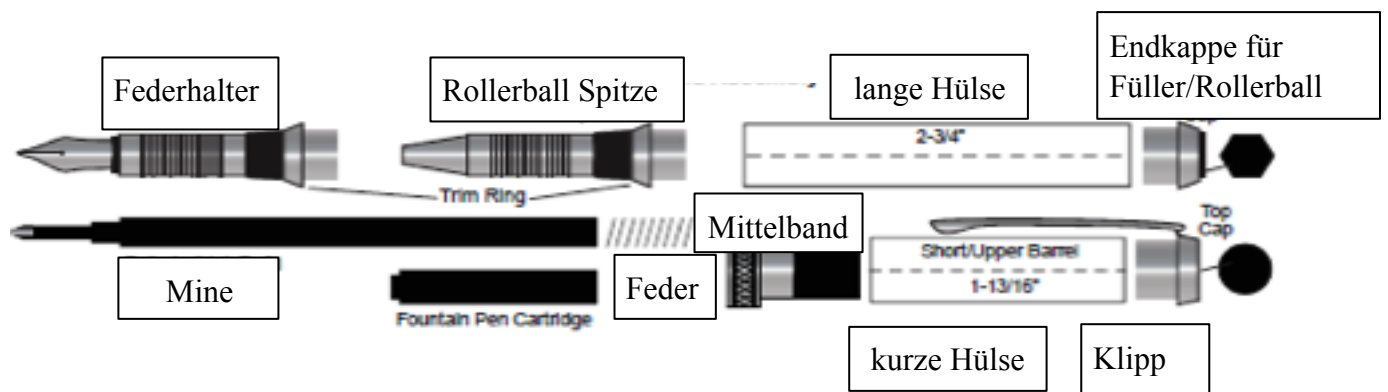 Endkappe für
Füller/Rollerball
Federhalter
Rollerball Spitze
lange Hülse
2-3/4"
Trim Ring
Mittelband
Top
Cap
Short/Upper Barrel
1-13/16"
Mine
Feder
Fountain Pen Cartridge
kurze Hülse
Klipp